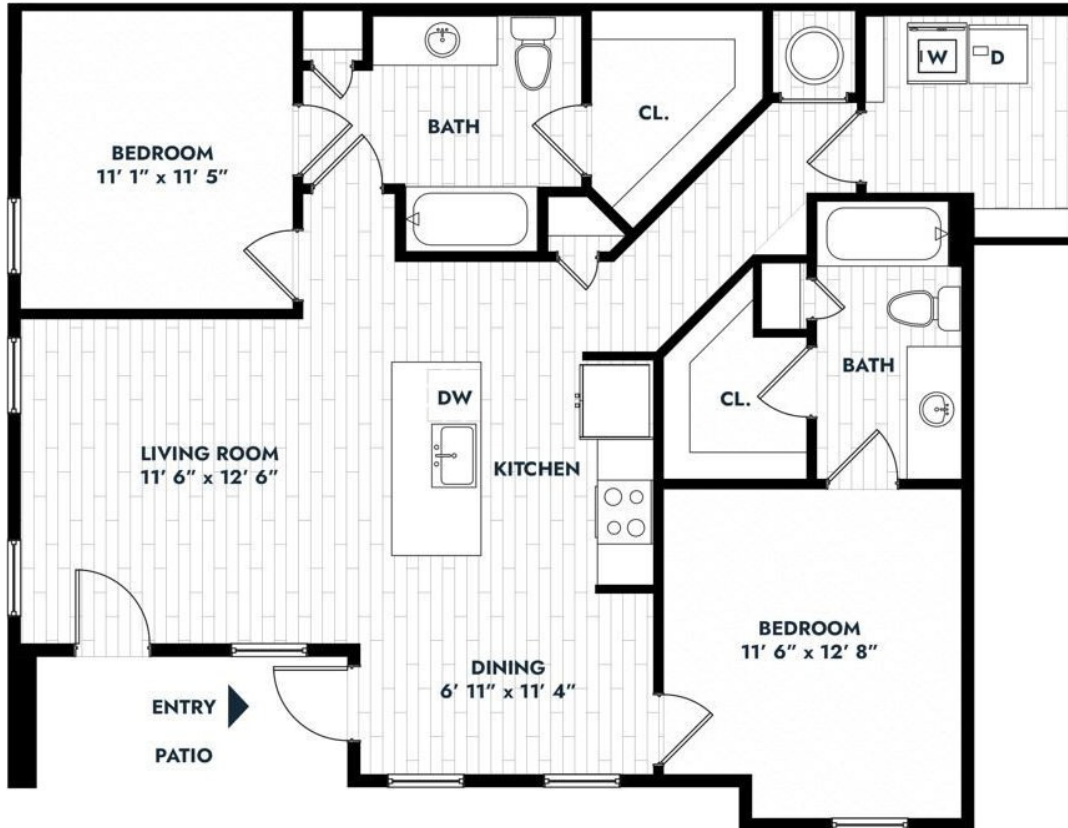 W
D
BATH
CL.
BEDROOM
11' 1" x 11' 5"
BATH
CL.
DW
LIVING ROOM
11' 6" x 12' 6"
KITCHEN
BEDROOM
11' 6" x 12' 8"
DINING
6' 11" x 11' 4"
ENTRY
PATIO